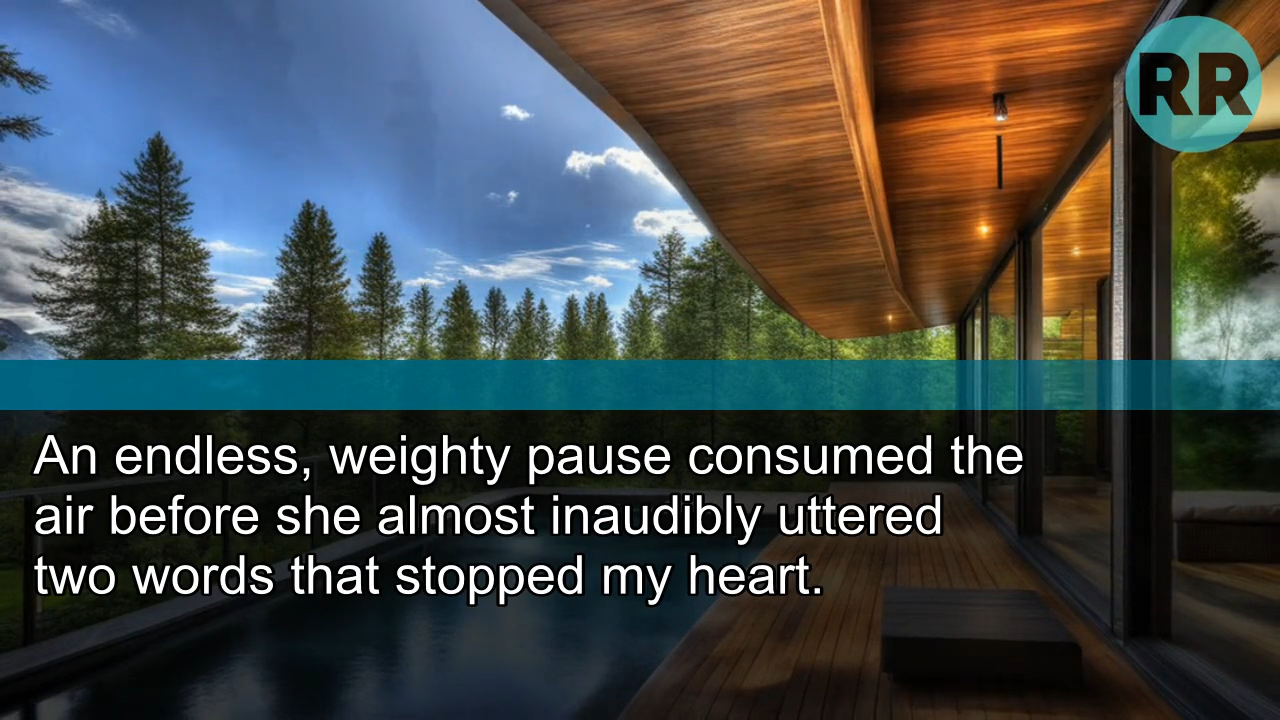 RR
An endless, weighty pause consumed the
air before she almost inaudibly uttered
two words that stopped my heart.